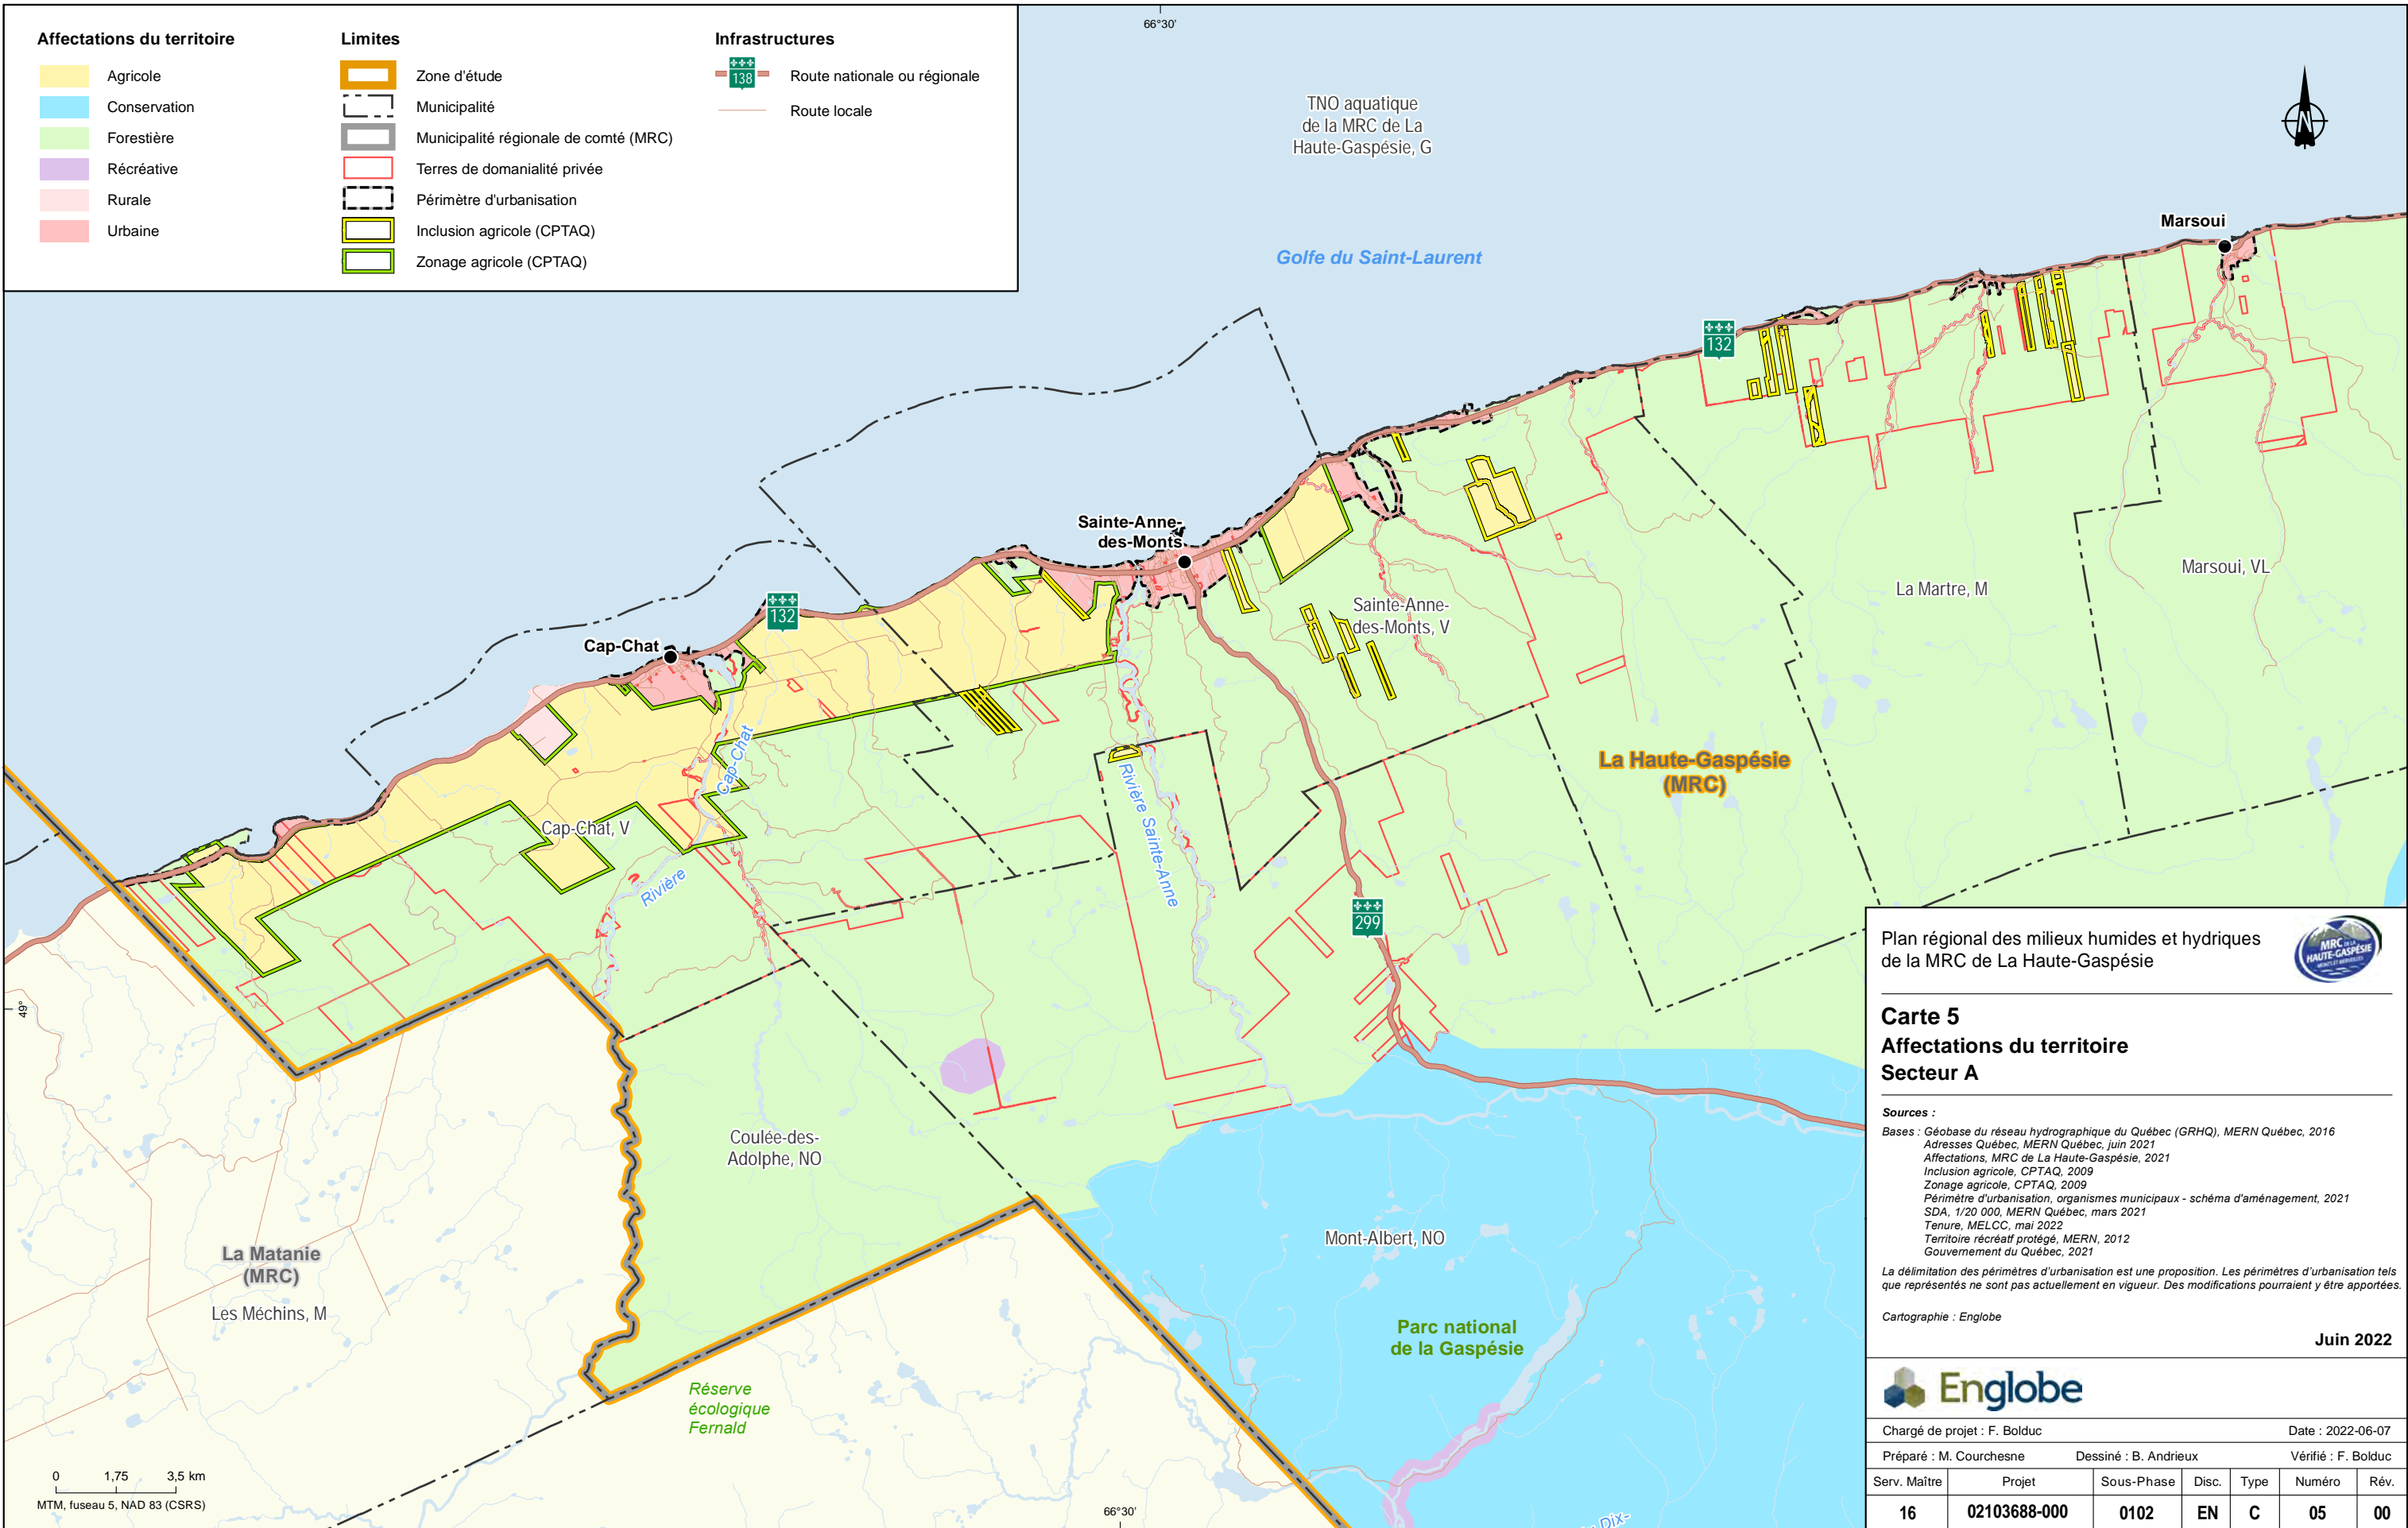 Affectations du territoire
Agricole
Conservation
Forestière
Récréative
Rurale
Urbaine
Limites
Zone d'étude
Municipalité
Municipalité régionale de comté (MRC)
Terres de domanialité privée
Périmètre d'urbanisation
Inclusion agricole (CPTAQ)
Zonage agricole (CPTAQ)
Infrastructures
138
Route nationale ou régionale
Route locale
66°30'
TNO aquatique
de la MRC de La
Haute-Gaspésie, G
N
Golfe du Saint-Laurent
Marsoui
132
Sainte-Anne-
des-Monts
Marsoui, VL
La Martre, M
Sainte-Anne-
des-Monts, V
132
Cap-Chat
Cap-Chat
La Haute-Gaspésie
(MRC)
Rivière Sainte-Anne
Cap-Chat, V
Rivière
299
49°
Coulée-des-
Adolphe, NO
Mont-Albert, NO
La Matanie
(MRC)
Les Méchins, M
Parc national
de la Gaspésie
Réserve
écologique
Fernald
Dix-
0 1,75 3,5 km
MTM, fuseau 5, NAD 83 (CSRS)
66°30'
Plan régional des milieux humides et hydriques
de la MRC de La Haute-Gaspésie
MRC DE LA
HAUTE-GASPÉSIE
MONTS ET MERVEILLES
Carte 5
Affectations du territoire
Secteur A
Sources :
Bases : Géobase du réseau hydrographique du Québec (GRHQ), MERN Québec, 2016
Adresses Québec, MERN Québec, juin 2021
Affectations, MRC de La Haute-Gaspésie, 2021
Inclusion agricole, CPTAQ, 2009
Zonage agricole, CPTAQ, 2009
Périmètre d'urbanisation, organismes municipaux - schéma d'aménagement, 2021
SDA, 1/20 000, MERN Québec, mars 2021
Tenure, MELCC, mai 2022
Territoire récréatf protégé, MERN, 2012
Gouvernement du Québec, 2021
La délimitation des périmètres d'urbanisation est une proposition. Les périmètres d'urbanisation tels
que représentés ne sont pas actuellement en vigueur. Des modifications pourraient y être apportées.
Cartographie : Englobe
Juin 2022
Englobe
Chargé de projet : F. Bolduc Date : 2022-06-07
Préparé : M. Courchesne Dessiné : B. Andrieux Vérifié : F. Bolduc
Serv. Maître Projet Sous-Phase Disc. Type Numéro Rév.
16 02103688-000 0102 EN C 05 00